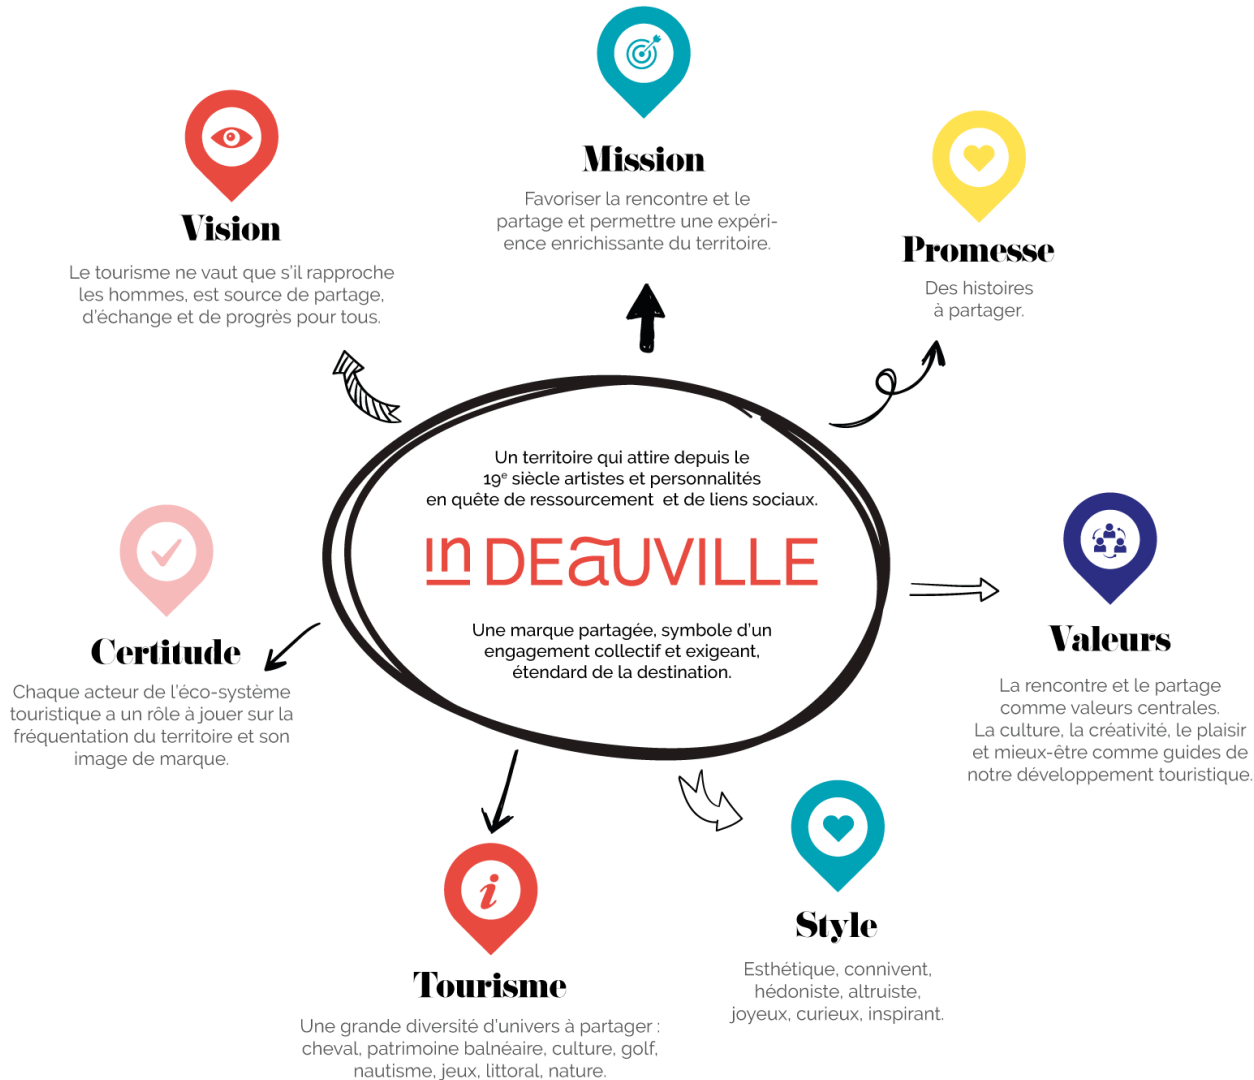 Mission
Favoriser la rencontre et le
partage et permettre une expéri-
ence enrichissante du territoire.
Vision
Le tourisme ne vaut que s'il rapproche
les hommes, est source de partage,
d'échange et de progrès pour tous.
Promesse
Des histoires
à partager.
Un territoire qui attire depuis le
19e siècle artistes et personnalités
en quête de ressourcement et de liens sociaux.
in DEaUVILLE
Une marque partagée, symbole d'un
engagement collectif et exigeant,
étendard de la destination.
Certitude
Chaque acteur de l'éco-système
touristique a un rôle à jouer sur la
fréquentation du territoire et son
image de marque.
Valeurs
La rencontre et le partage
comme valeurs centrales.
La culture, la créativité, le plaisir
et mieux-être comme guides de
notre développement touristique.
Style
Esthétique, connivent,
hédoniste, altruiste,
joyeux, curieux, inspirant.
i
Tourisme
Une grande diversité d'univers à partager :
cheval, patrimoine balnéaire, culture, golf,
nautisme, jeux, littoral, nature.